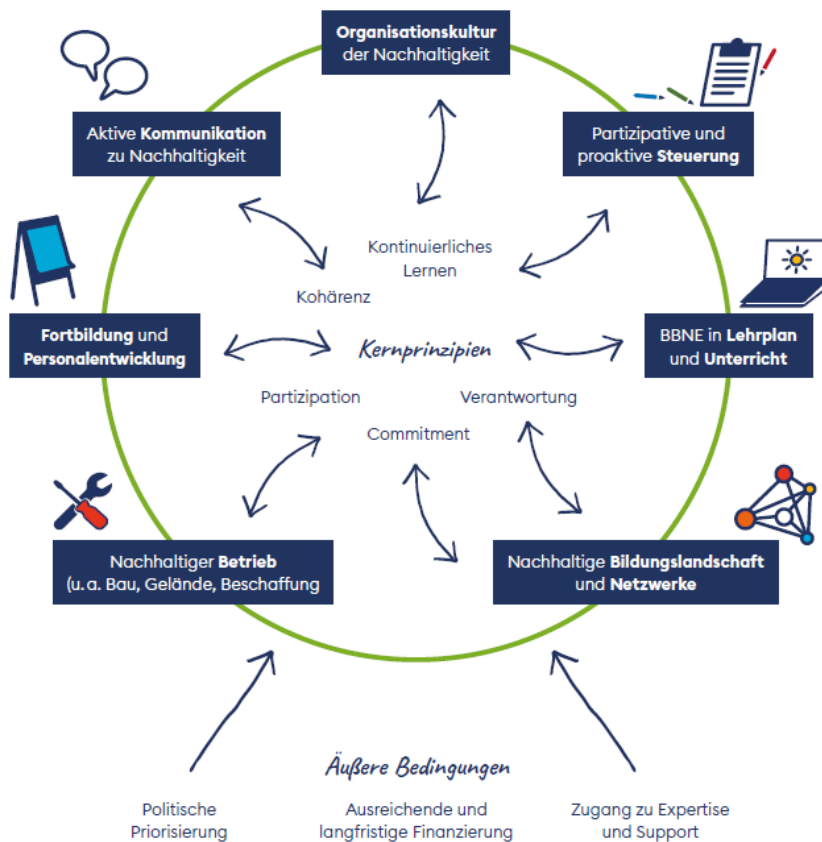 Organisationskultur
der Nachhaltigkeit
Aktive Kommunikation
zu Nachhaltigkeit
Partizipative und
proaktive Steuerung
Kontinuierliches
Lernen
Kohärenz
Fortbildung und
Personalentwicklung
Kernprinzipien
BBNE in Lehrplan
und Unterricht
Partizipation
Verantwortung
Commitment
Nachhaltiger Betrieb
(u. a. Bau, Gelände, Beschaffung
Nachhaltige Bildungslandschaft
und Netzwerke
Äußere Bedingungen
Politische
Priorisierung
Ausreichende und
langfristige Finanzierung
Zugang zu Expertise
und Support